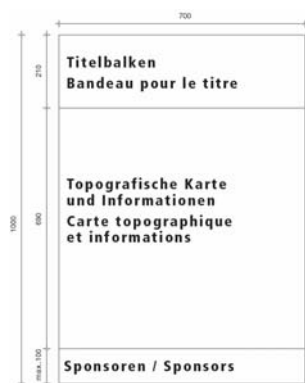 700
210
Titelbalken
Bandeau pour le titre
1000
690
Topografische Karte
und Informationen
Carte topographique
et informations
max.100
Sponsoren / Sponsors